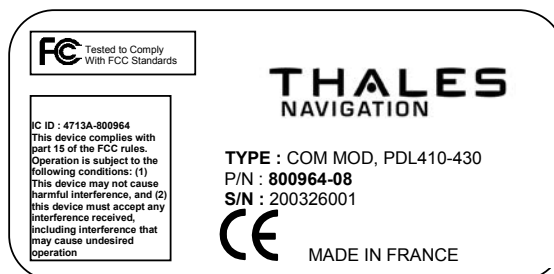 FC Tested to Comply
With FCC Standards
THALES
NAVIGATION
IC ID : 4713A-800964
This device complies with
part 15 of the FCC rules.
Operation is subject to the
following conditions: (1)
This device may not cause
harmful interference, and (2)
this device must accept any
interference received,
including interference that
may cause undesired
operation
TYPE : COM MOD, PDL410-430
P/N : 800964-08
S/N : 200326001
CE
MADE IN FRANCE